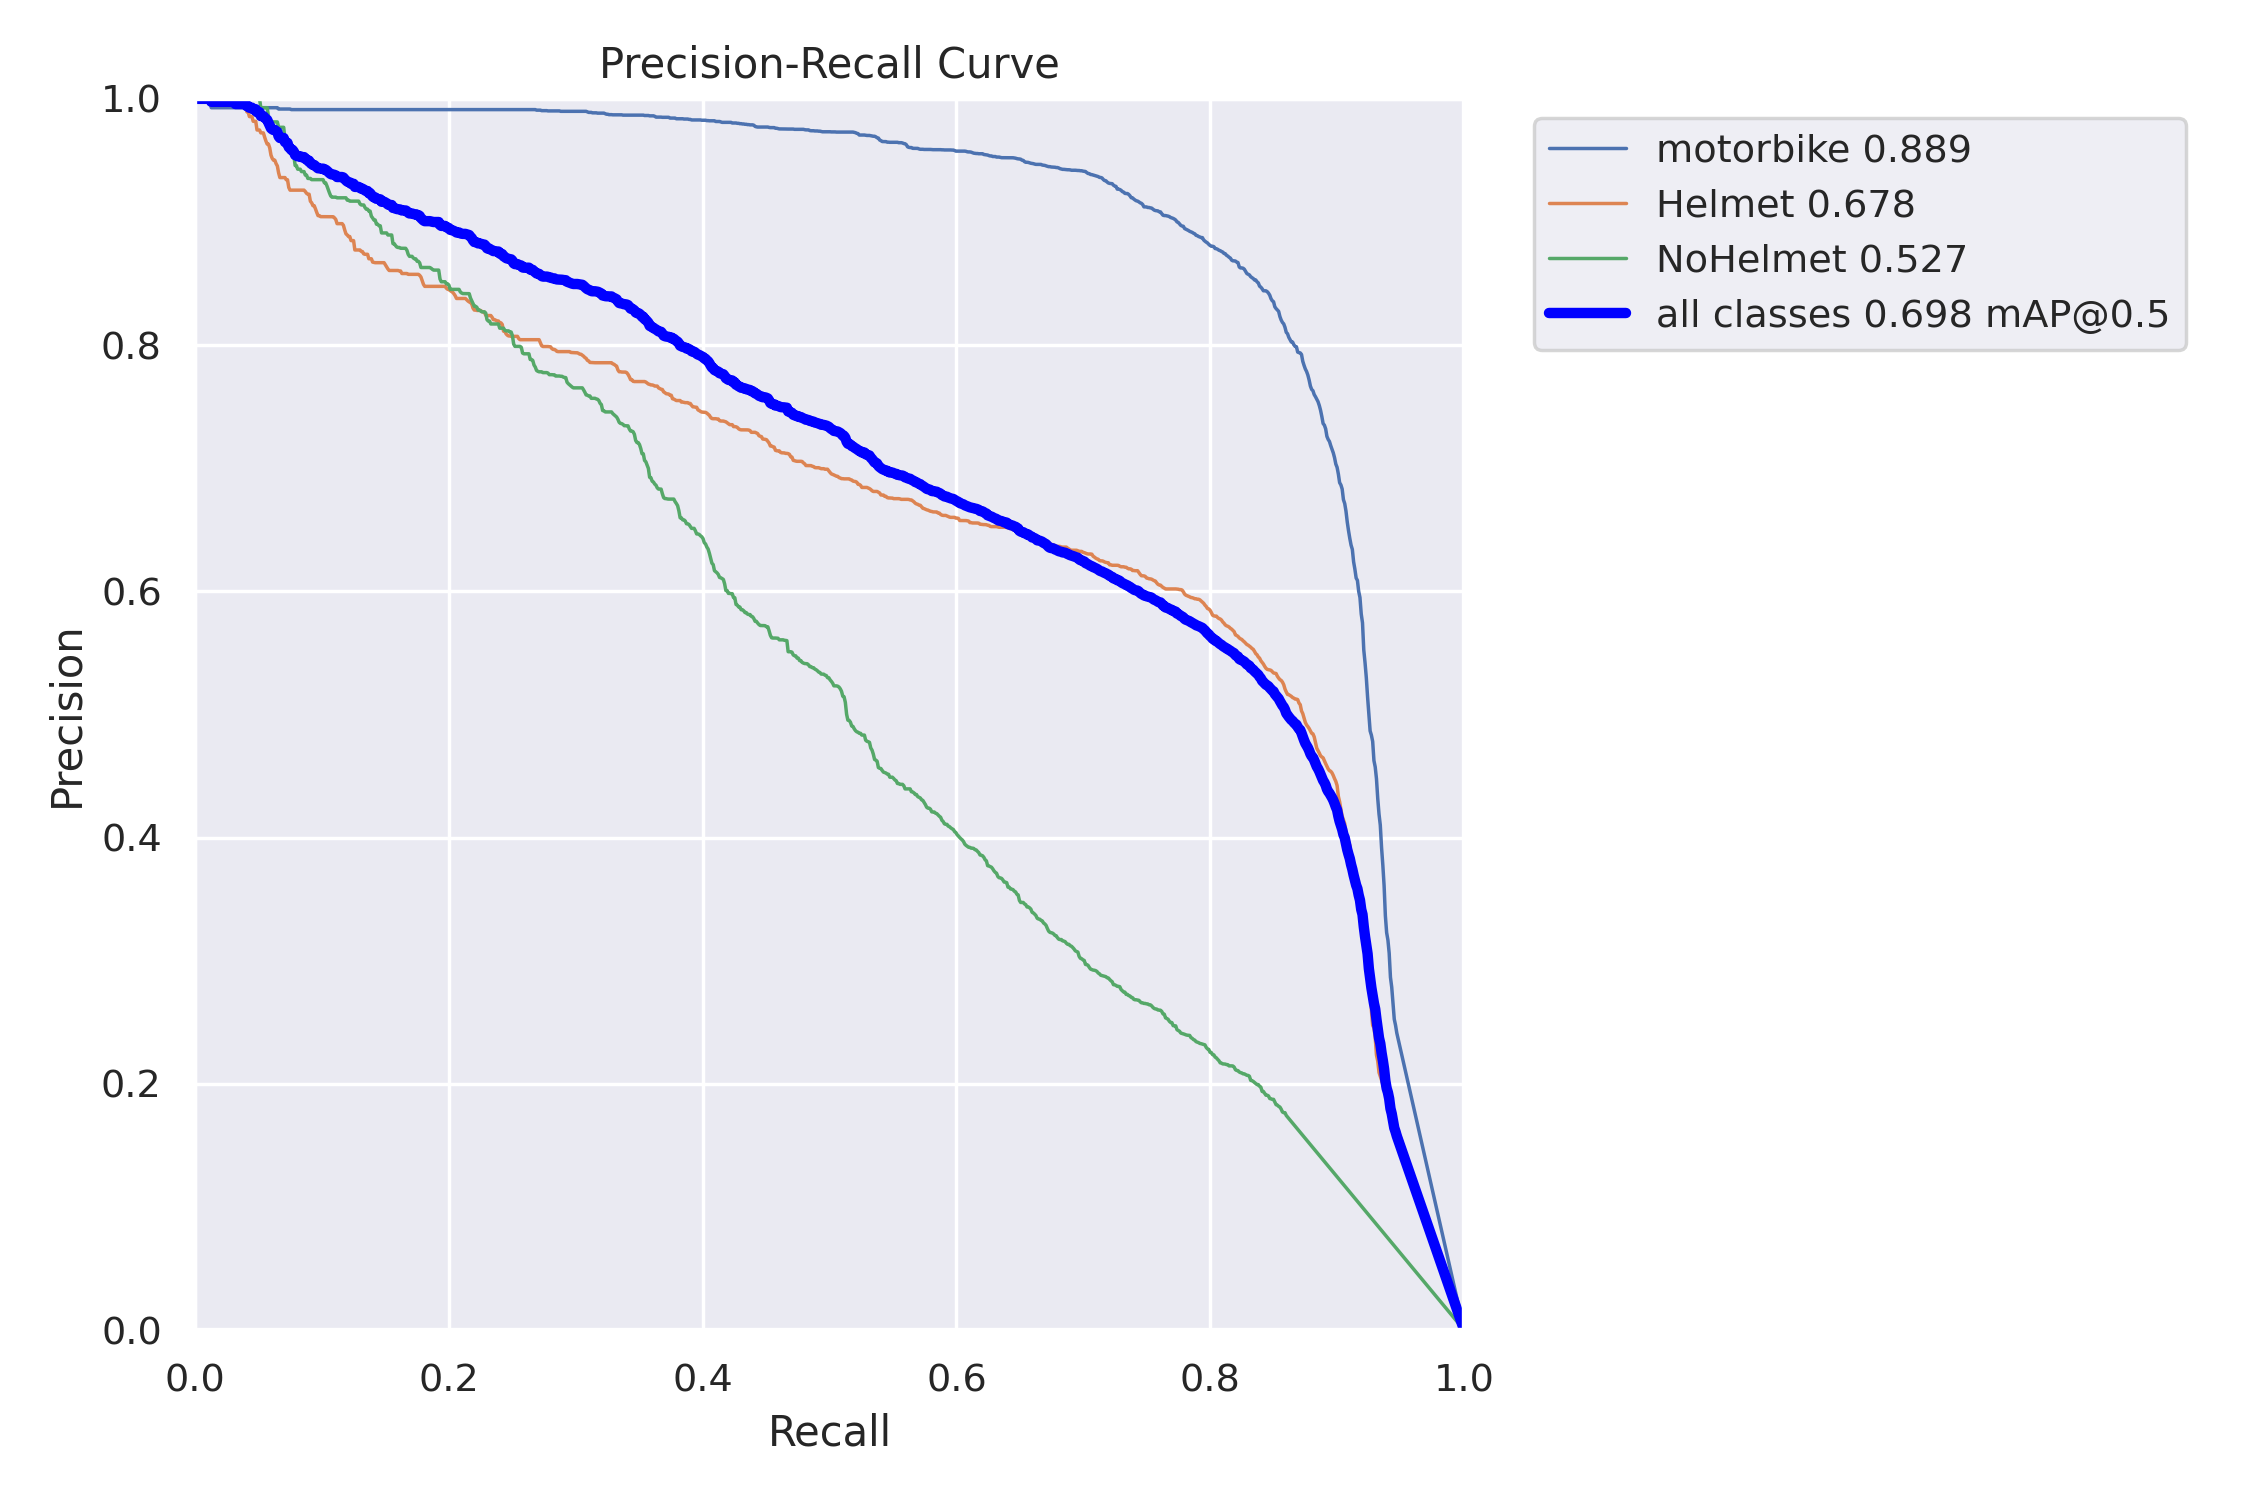 Precision-Recall Curve
1.0
0.8
0.6
0.4
0.2
0.0
Precision
0.0 0.2 0.4 0.6 0.8 1.0
Recall
motorbike 0.889
Helmet 0.678
NoHelmet 0.527
all classes 0.698 mAP@0.5